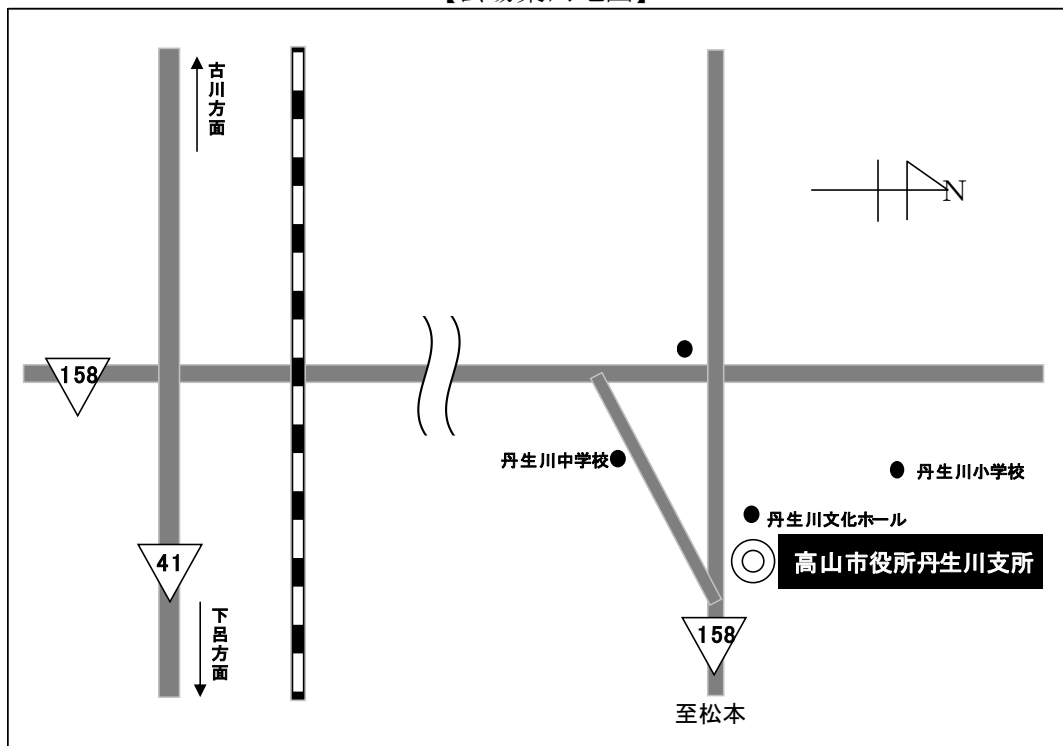 古川方面
N
158
丹生川中学校
丹生川小学校
丹生川文化ホール
高山市役所丹生川支所
41
下呂方面
158
至松本